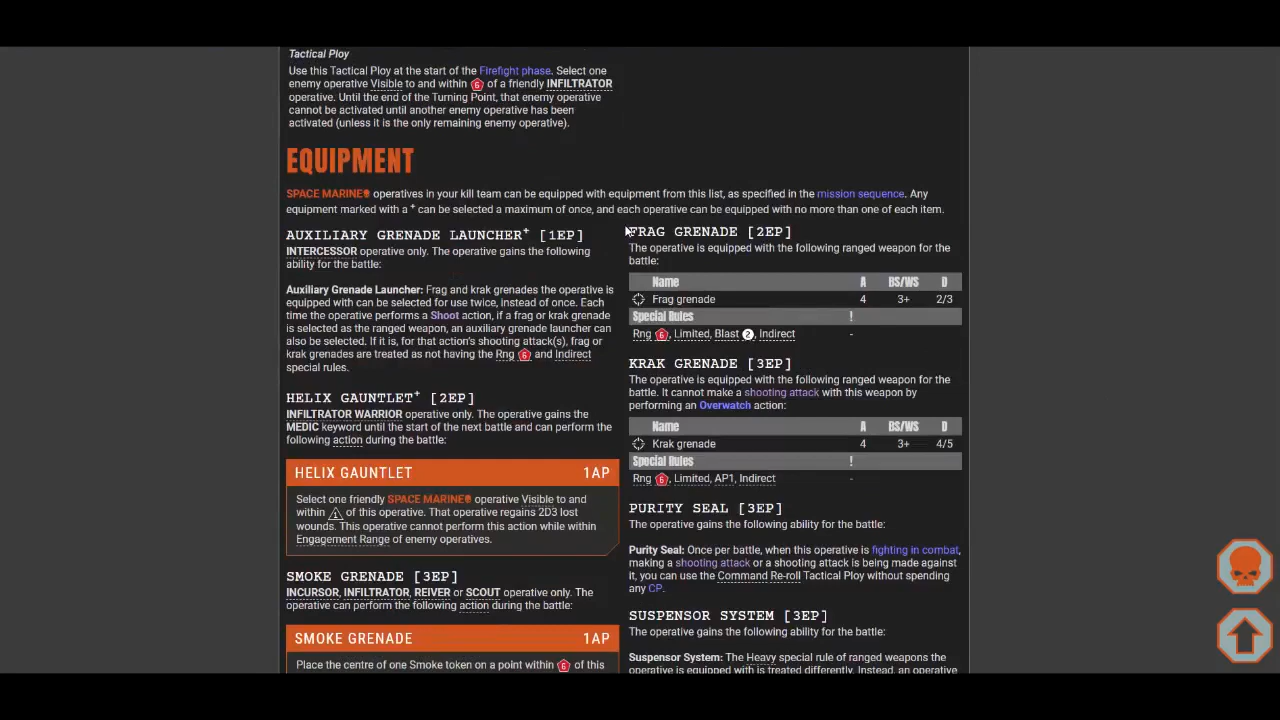 Tactical Ploy
Use this Tactical Ploy at the start of the Firefight phase. Select one
enemy operative Visible to and within 6 of a friendly INFILTRATOR
operative. Until the end of the Turning Point, that enemy operative
cannot be activated until another enemy operative has been
activated (unless it is the only remaining enemy operative).
EQUIPMENT
SPACE MARINE operatives in your kill team can be equipped with equipment from this list, as specified in the mission sequence. Any
equipment marked with a + can be selected a maximum of once, and each operative can be equipped with no more than one of each item.
AUXILIARY GRENADE LAUNCHER+ [1EP]
INTERCESSOR operative only. The operative gains the following
ability for the battle:
Auxiliary Grenade Launcher: Frag and krak grenades the operative is
equipped with can be selected for use twice, instead of once. Each
time the operative performs a Shoot action, if a frag or krak grenade
is selected as the ranged weapon, an auxiliary grenade launcher can
also be selected. If it is, for that action's shooting attack(s), frag or
krak grenades are treated as not having the Rng 6 and Indirect
special rules.
HELIX GAUNTLET+ [2EP]
INFILTRATOR WARRIOR operative only. The operative gains the
MEDIC keyword until the start of the next battle and can perform the
following action during the battle:
HELIX GAUNTLET 1AP
Select one friendly SPACE MARINE operative Visible to and
within of this operative. That operative regains 2D3 lost
wounds. This operative cannot perform this action while within
Engagement Range of enemy operatives.
SMOKE GRENADE [3EP]
INCURSOR, INFILTRATOR, REIVER or SCOUT operative only. The
operative can perform the following action during the battle:
SMOKE GRENADE 1AP
Place the centre of one Smoke token on a point within 6 of this
FRAG GRENADE [2EP]
The operative is equipped with the following ranged weapon for the
battle:
Name A BS/WS D
Frag grenade 4 3+ 2/3
Special Rules !
Rng 6, Limited, Blast 2, Indirect -
KRAK GRENADE [3EP]
The operative is equipped with the following ranged weapon for the
battle. It cannot make a shooting attack with this weapon by
performing an Overwatch action:
Name A BS/WS D
Krak grenade 4 3+ 4/5
Special Rules !
Rng 6, Limited, AP1, Indirect -
PURITY SEAL [3EP]
The operative gains the following ability for the battle:
Purity Seal: Once per battle, when this operative is fighting in combat,
making a shooting attack or a shooting attack is being made against
it, you can use the Command Re-roll Tactical Ploy without spending
any CP.
SUSPENSOR SYSTEM [3EP]
The operative gains the following ability for the battle:
Suspensor System: The Heavy special rule of ranged weapons the
operative is equipped with is treated differently. Instead, an operative